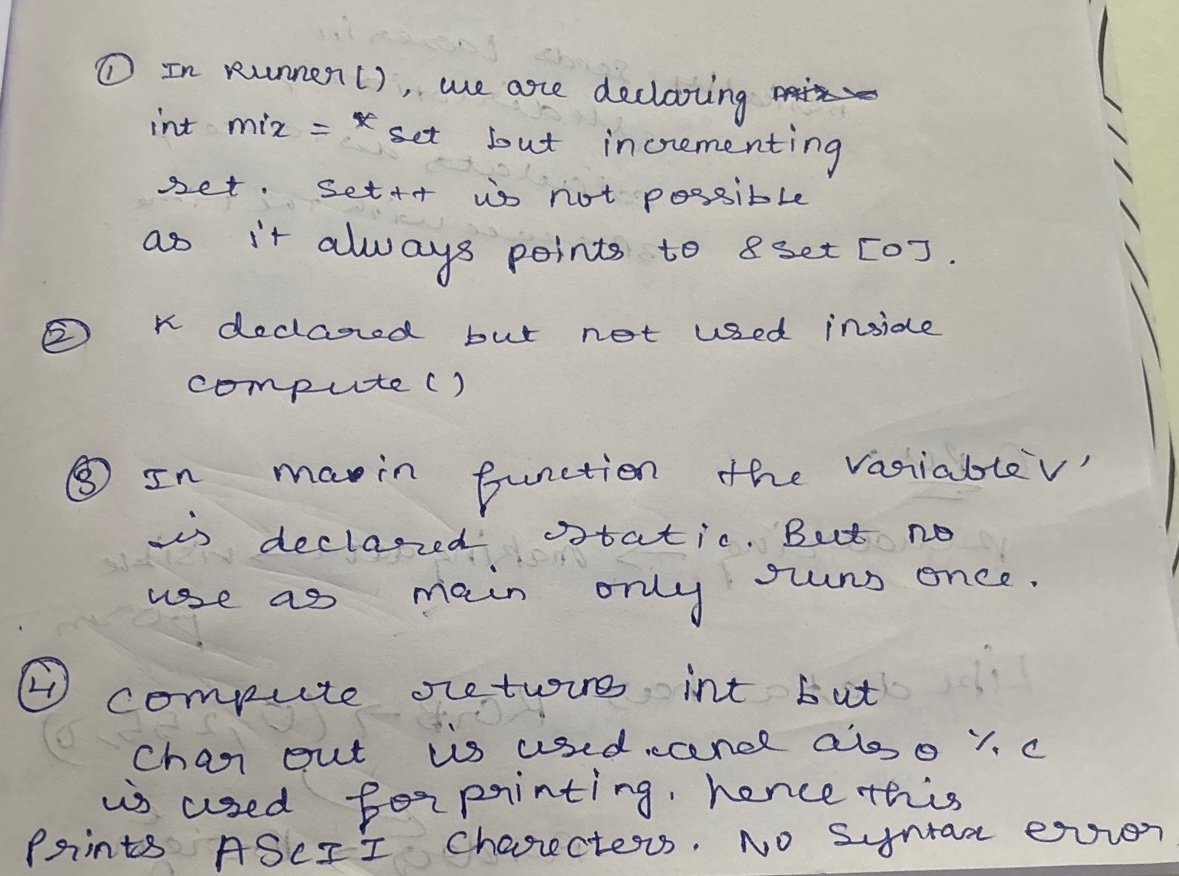 ① In Runner(), we are declaring
int mix = *set but incrementing
set. Set++ is not possible
as it always points to &set[0].
② K declared but not used inside
compute()
③ In main function the variable 'v'
is declared static. But no
use as main only runs once.
④ compute returns int but
char out is used. and also %c
is used for printing. hence this
prints ASCII charecters. No Syntax error